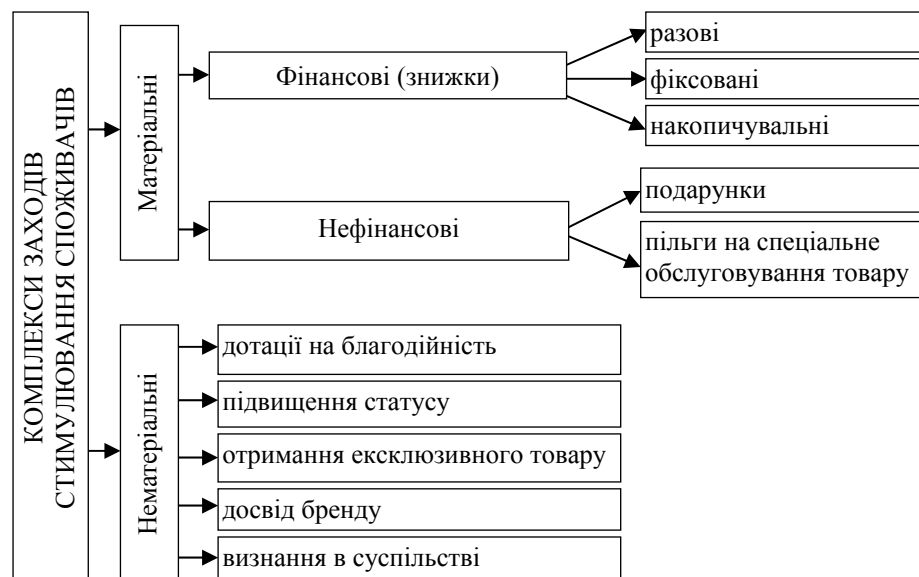 КОМПЛЕКСИ ЗАХОДІВ
СТИМУЛЮВАННЯ СПОЖИВАЧІВ
Матеріальні
Фінансові (знижки)
разові
фіксовані
накопичувальні
Нефінансові
подарунки
пільги на спеціальне
обслуговування товару
Нематеріальні
дотації на благодійність
підвищення статусу
отримання ексклюзивного товару
досвід бренду
визнання в суспільстві